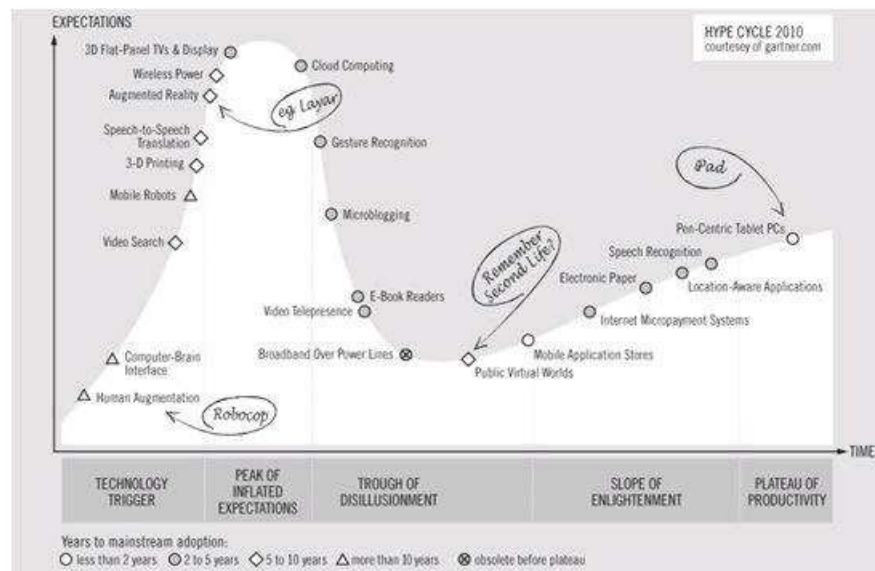 EXPECTATIONS
HYPE CYCLE 2010
courtesey of gartner.com
3D Flat-Panel TVs & Display
Cloud Computing
Wireless Power
Augmented Reality
eg Layar
Speech-to-Speech
Translation
Gesture Recognition
3-D Printing
iPad
Mobile Robots
Microblogging
Pen-Centric Tablet PCs
Video Search
Remember
Second Life?
Speech Recognition
Electronic Paper
Location-Aware Applications
E-Book Readers
Video Telepresence
Internet Micropayment Systems
Computer-Brain
Interface
Broadband Over Power Lines
Mobile Application Stores
Public Virtual Worlds
Human Augmentation
Robocop
TIME
TECHNOLOGY
TRIGGER
PEAK OF
INFLATED
EXPECTATIONS
TROUGH OF
DISILLUSIONMENT
SLOPE OF
ENLIGHTENMENT
PLATEAU OF
PRODUCTIVITY
Years to mainstream adoption:
less than 2 years 2 to 5 years 5 to 10 years more than 10 years obsolete before plateau